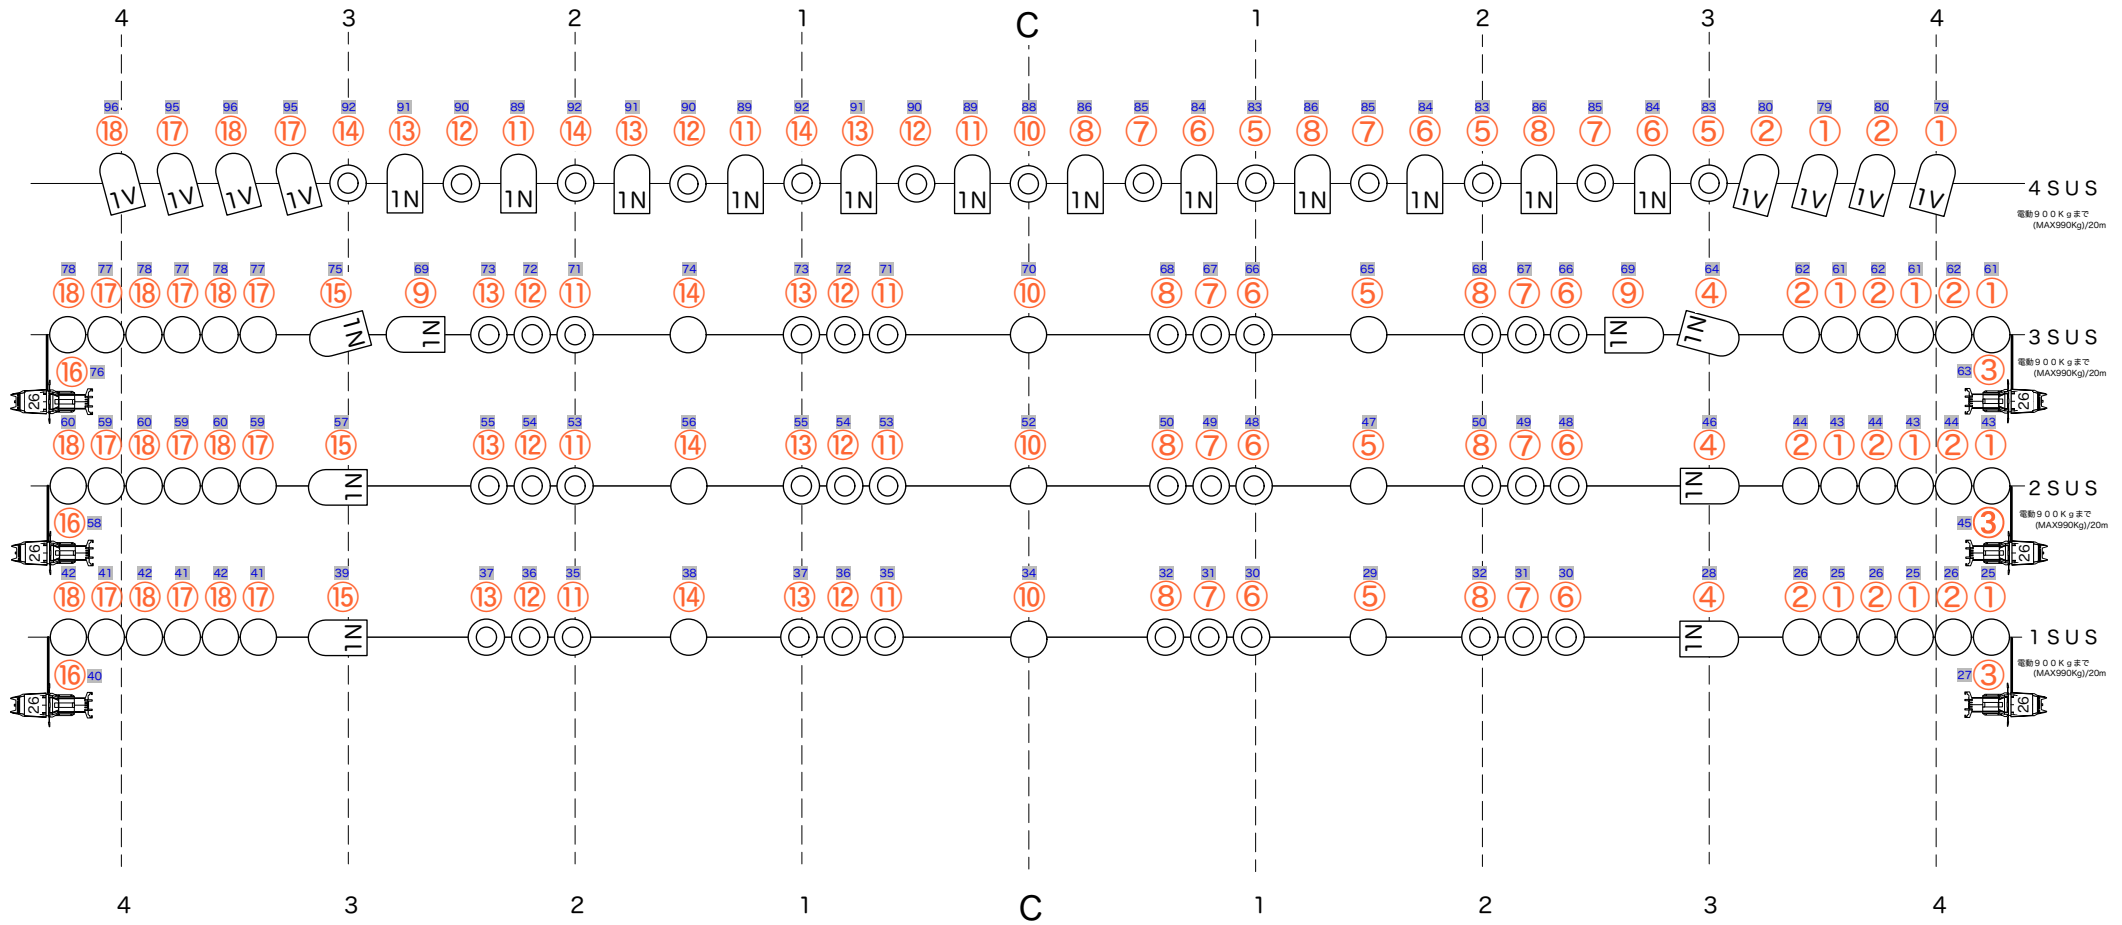 4 3 2 1 C 1 2 3 4
96 95 96 95 92 91 90 89 92 91 90 89 92 91 90 89 88 86 85 84 83 86 85 84 83 86 85 84 83 80 79 80 79
⑱ ⑰ ⑱ ⑰ ⑭ ⑬ ⑫ ⑪ ⑭ ⑬ ⑫ ⑪ ⑭ ⑬ ⑫ ⑪ ⑩ ⑧ ⑦ ⑥ ⑤ ⑧ ⑦ ⑥ ⑤ ⑧ ⑦ ⑥ ⑤ ② ① ② ①
1V 1V 1V 1V 1N 1N 1N 1N 1N 1N 1N 1N 1N 1N 1N 1N 1V 1V 1V 1V
4SUS
電動900Kgまで
(MAX990Kg)/20m
78 77 78 77 78 77 75 69 73 72 71 74 73 72 71 70 68 67 66 65 68 67 66 69 64 62 61 62 61 62 61
⑱ ⑰ ⑱ ⑰ ⑱ ⑰ ⑮ ⑨ ⑬ ⑫ ⑪ ⑭ ⑬ ⑫ ⑪ ⑩ ⑧ ⑦ ⑥ ⑤ ⑧ ⑦ ⑥ ⑨ ④ ② ① ② ① ② ①
1N 1N 1N 1N
3SUS
電動900Kgまで
(MAX990Kg)/20m
⑯ 76 63 ③
26 26
60 59 60 59 60 59 57 55 54 53 56 55 54 53 52 50 49 48 47 50 49 48 46 44 43 44 43 44 43
⑱ ⑰ ⑱ ⑰ ⑱ ⑰ ⑮ ⑬ ⑫ ⑪ ⑭ ⑬ ⑫ ⑪ ⑩ ⑧ ⑦ ⑥ ⑤ ⑧ ⑦ ⑥ ④ ② ① ② ① ② ①
1N 1N
2SUS
電動900Kgまで
(MAX990Kg)/20m
⑯ 58 45 ③
26 26
42 41 42 41 42 41 39 37 36 35 38 37 36 35 34 32 31 30 29 32 31 30 28 26 25 26 25 26 25
⑱ ⑰ ⑱ ⑰ ⑱ ⑰ ⑮ ⑬ ⑫ ⑪ ⑭ ⑬ ⑫ ⑪ ⑩ ⑧ ⑦ ⑥ ⑤ ⑧ ⑦ ⑥ ④ ② ① ② ① ② ①
1N 1N
1SUS
電動900Kgまで
(MAX990Kg)/20m
⑯ 40 27 ③
26 26
4 3 2 1 C 1 2 3 4